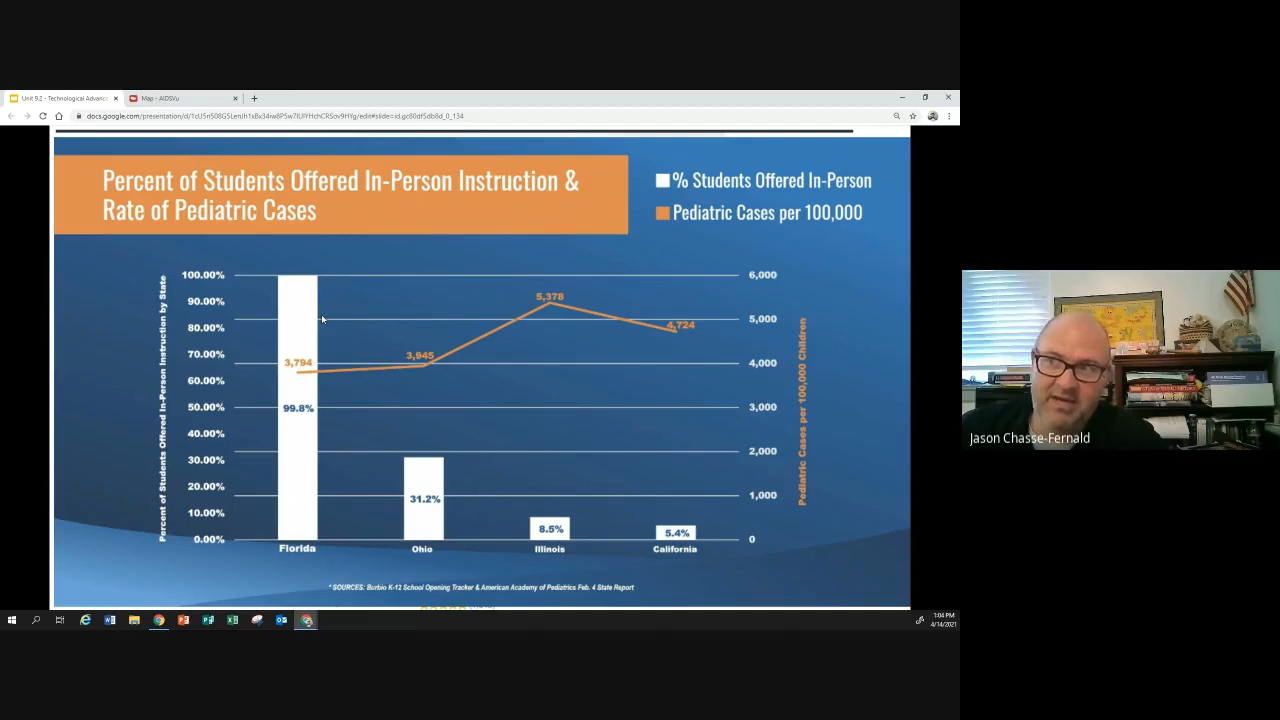 Unit 9.2 - Technological Advanc
Map - AIDSVu
Percent of Students Offered In-Person Instruction &
Rate of Pediatric Cases
% Students Offered In-Person
Pediatric Cases per 100,000
Percent of Students Offered In-Person Instruction by State
100.00%
90.00%
80.00%
70.00%
60.00%
50.00%
40.00%
30.00%
20.00%
10.00%
0.00%
3,794
3,945
5,378
4,724
99.8%
31.2%
8.5%
5.4%
Florida
Ohio
Illinois
California
6,000
5,000
4,000
3,000
2,000
1,000
0
Pediatric Cases per 100,000 Children
* SOURCES: Burbio K-12 School Opening Tracker & American Academy of Pediatrics Feb. 4 State Report
Jason Chasse-Fernald
1:04 PM
4/14/2021